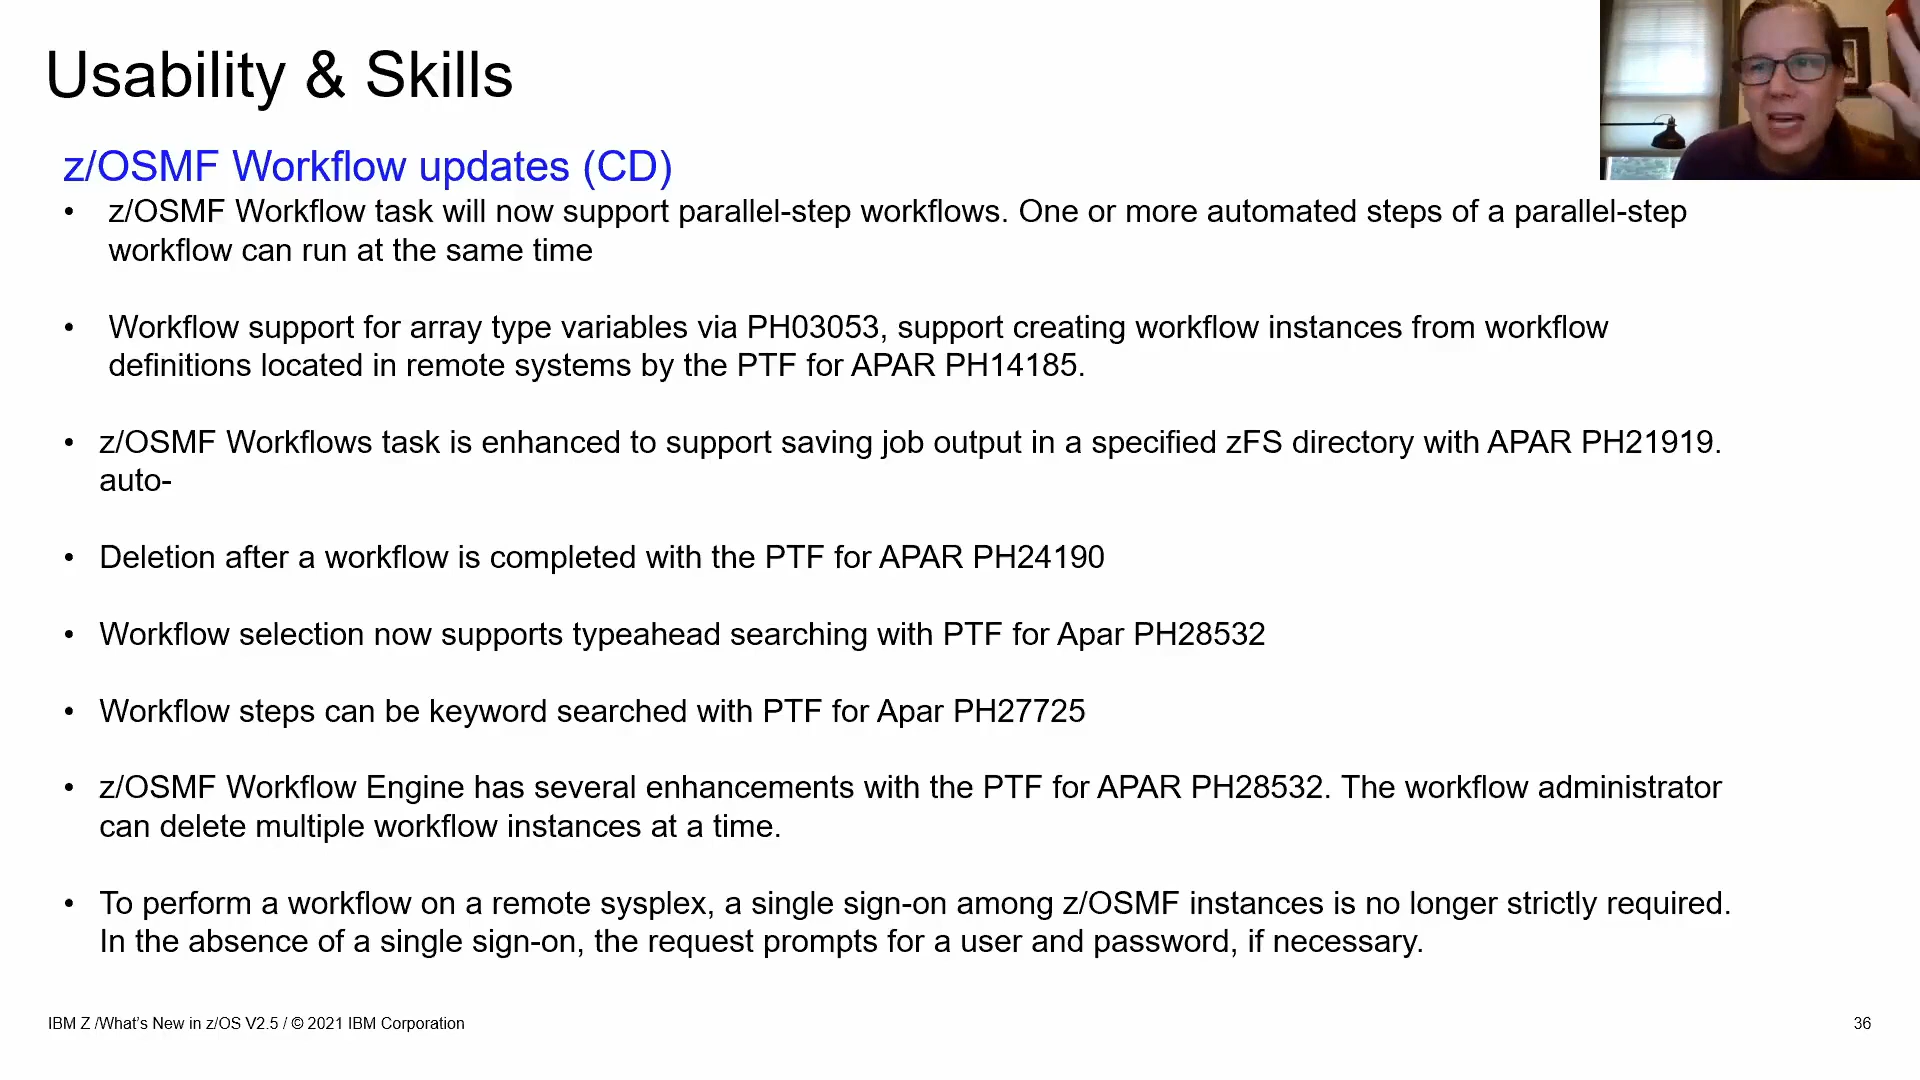 Usability & Skills
z/OSMF Workflow updates (CD)
• z/OSMF Workflow task will now support parallel-step workflows. One or more automated steps of a parallel-step
workflow can run at the same time
• Workflow support for array type variables via PH03053, support creating workflow instances from workflow
definitions located in remote systems by the PTF for APAR PH14185.
• z/OSMF Workflows task is enhanced to support saving job output in a specified zFS directory with APAR PH21919.
auto-
• Deletion after a workflow is completed with the PTF for APAR PH24190
• Workflow selection now supports typeahead searching with PTF for Apar PH28532
• Workflow steps can be keyword searched with PTF for Apar PH27725
• z/OSMF Workflow Engine has several enhancements with the PTF for APAR PH28532. The workflow administrator
can delete multiple workflow instances at a time.
• To perform a workflow on a remote sysplex, a single sign-on among z/OSMF instances is no longer strictly required.
In the absence of a single sign-on, the request prompts for a user and password, if necessary.
IBM Z /What’s New in z/OS V2.5 / © 2021 IBM Corporation
36